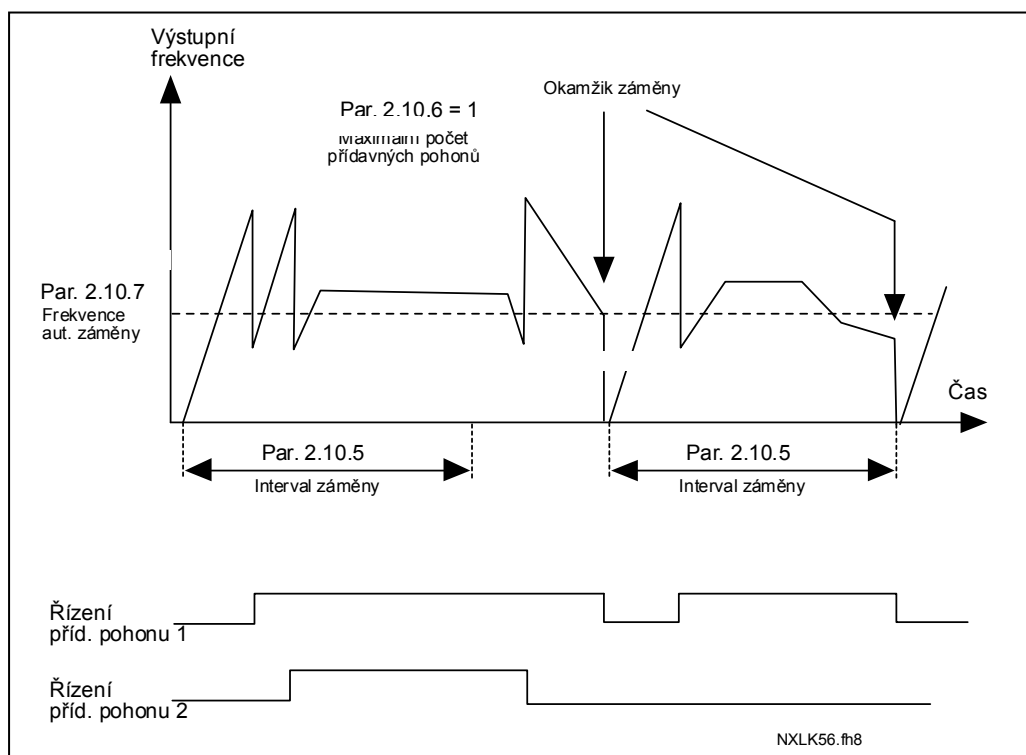 Výstupní
frekvence
Okamžik záměny
Par. 2.10.6 = 1
Maximální počet
přídavných pohonů
Par. 2.10.7
Frekvence
aut. záměny
Čas
Par. 2.10.5
Interval záměny
Par. 2.10.5
Interval záměny
Řízení
příd. pohonu 1
Řízení
příd. pohonu 2
NXLK56.fh8